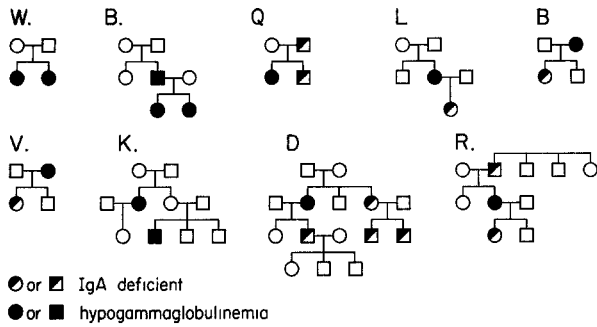 W. B. Q L B
V. K. D R.
or IgA deficient
or hypogammaglobulinemia